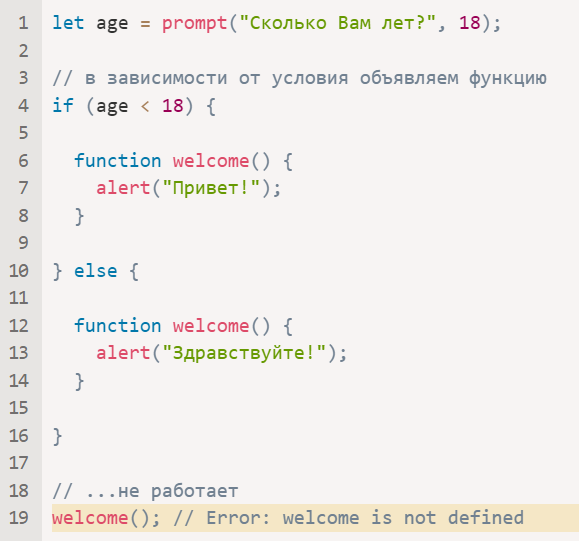 1 let age = prompt("Сколько Вам лет?", 18);
2
3 // в зависимости от условия объявляем функцию
4 if (age < 18) {
5
6   function welcome() {
7     alert("Привет!");
8   }
9
10 } else {
11
12   function welcome() {
13     alert("Здравствуйте!");
14   }
15
16 }
17
18 // ...не работает
19 welcome(); // Error: welcome is not defined